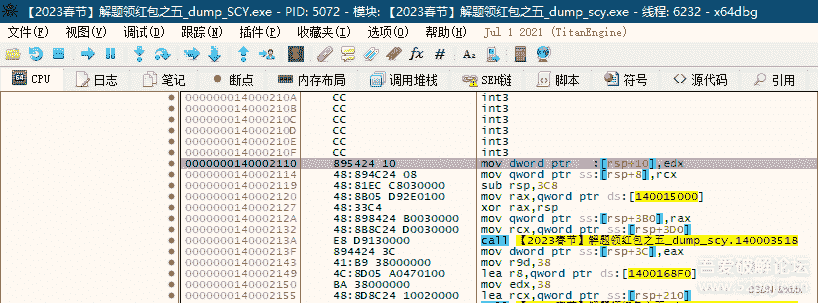 【2023春节】解题领红包之五_dump_SCY.exe - PID: 5072 - 模块: 【2023春节】解题领红包之五_dump_scy.exe - 线程: 6232 - x64dbg
文件(F) 视图(V) 调试(D) 跟踪(N) 插件(P) 收藏夹(I) 选项(O) 帮助(H) Jul 1 2021 (TitanEngine)
CPU 日志 笔记 断点 内存布局 调用堆栈 SEH链 脚本 符号 源代码 引用
000000014000210A CC int3
000000014000210B CC int3
000000014000210C CC int3
000000014000210D CC int3
000000014000210E CC int3
000000014000210F CC int3
0000000140002110 895424 10 mov dword ptr :[rsp+10],edx
0000000140002114 48:894C24 08 mov qword ptr ss:[rsp+8],rcx
0000000140002119 48:81EC C8030000 sub rsp,3C8
0000000140002120 48:8B05 D92E0100 mov rax,qword ptr ds:[140015000]
0000000140002127 48:33C4 xor rax,rsp
000000014000212A 48:898424 B0030000 mov qword ptr ss:[rsp+3B0],rax
0000000140002132 48:8B8C24 D0030000 mov rcx,qword ptr ss:[rsp+3D0]
000000014000213A E8 D9130000 call 【2023春节】解题领红包之五_dump_scy.140003518
000000014000213F 894424 3C mov dword ptr ss:[rsp+3C],eax
0000000140002143 41:B9 38000000 mov r9d,38
0000000140002149 4C:8D05 A0470100 lea r8,qword ptr ds:[1400168F0]
0000000140002150 BA 38000000 mov edx,38
0000000140002155 48:8D8C24 10020000 lea rcx,qword ptr ss:[rsp+210]
吾爱破解论坛